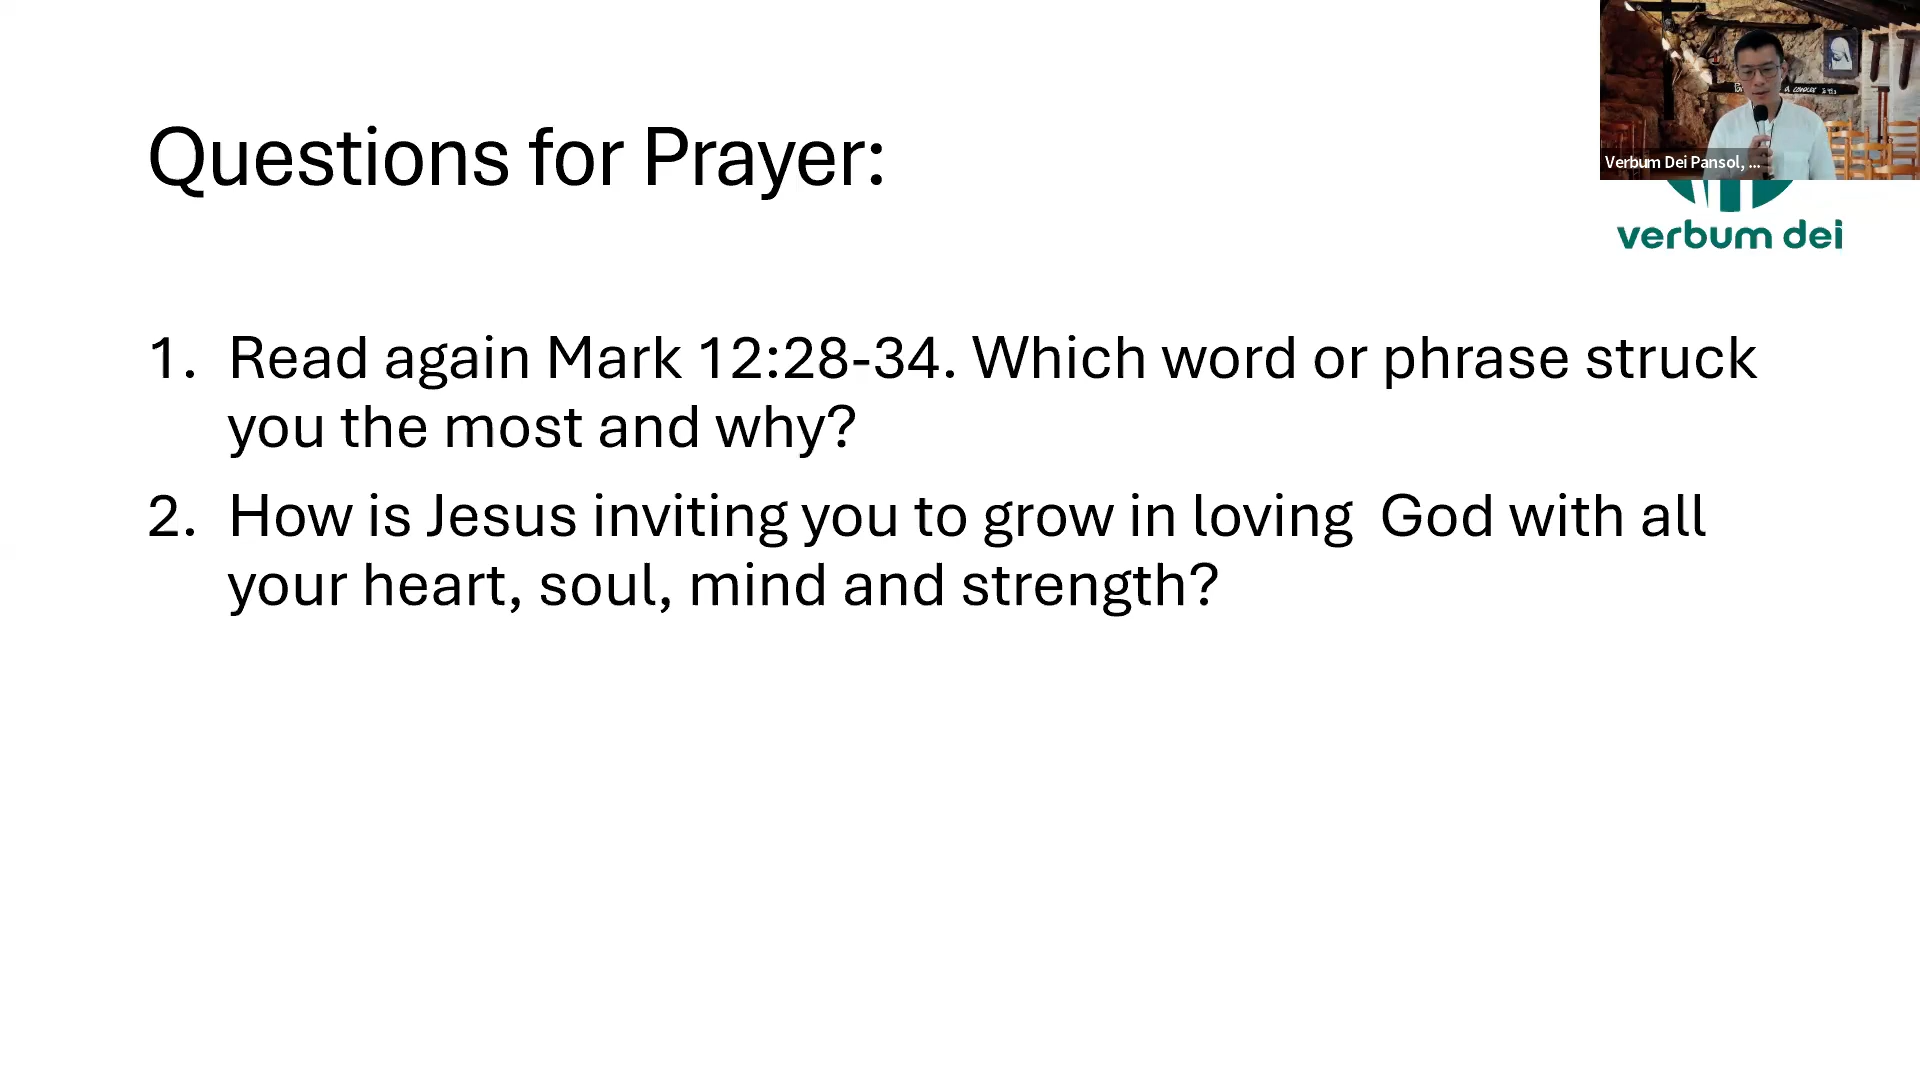 Questions for Prayer:
Verbum Dei Pansol, ...
verbum dei
1. Read again Mark 12:28-34. Which word or phrase struck
you the most and why?
2. How is Jesus inviting you to grow in loving  God with all
your heart, soul, mind and strength?